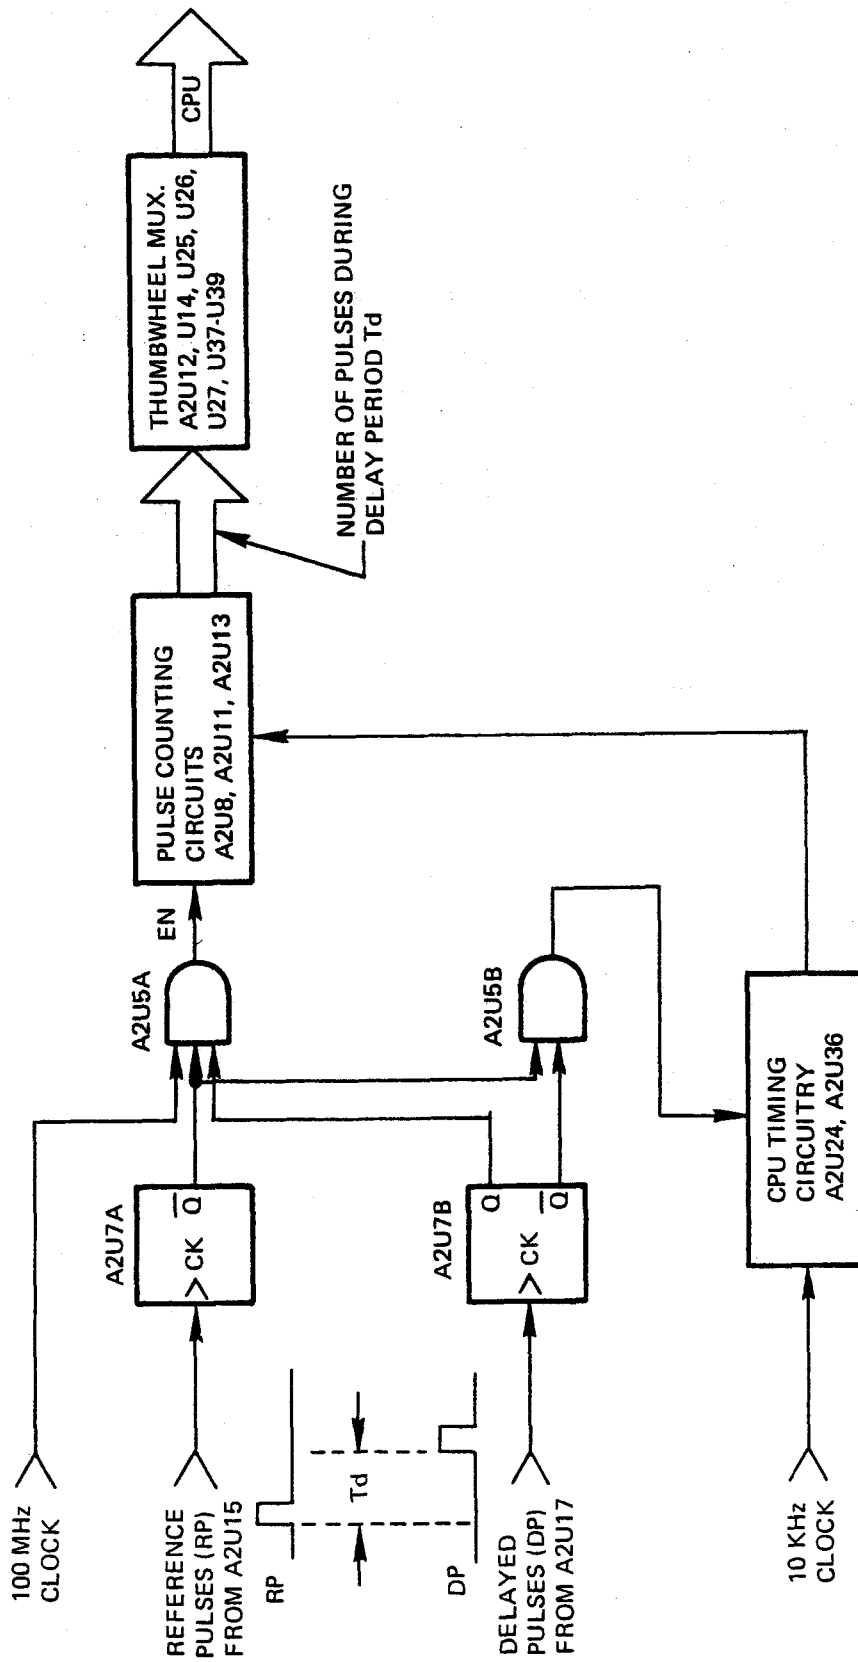 100 MHz
CLOCK
REFERENCE
PULSES (RP)
FROM A2U15
RP
Td
DP
DELAYED
PULSES (DP)
FROM A2U17
10 KHz
CLOCK
A2U7A
CK
Q
A2U7B
CK
Q
Q
A2U5A
EN
A2U5B
CPU TIMING
CIRCUITRY
A2U24, A2U36
PULSE COUNTING
CIRCUITS
A2U8, A2U11, A2U13
NUMBER OF PULSES DURING
DELAY PERIOD Td
THUMBWHEEL MUX.
A2U12, U14, U25, U26,
U27, U37-U39
CPU